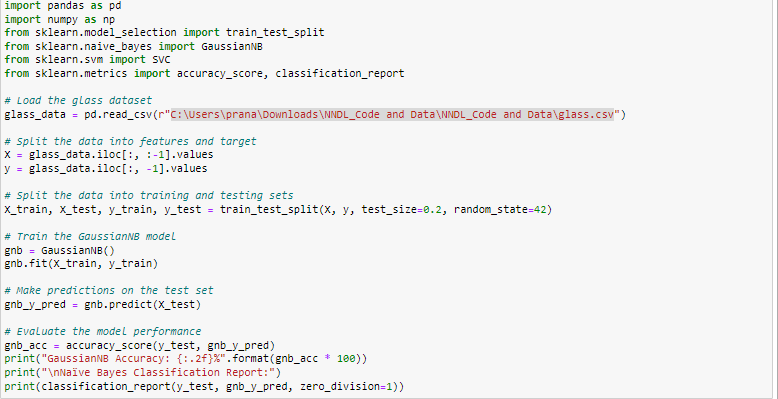 import pandas as pd
import numpy as np
from sklearn.model_selection import train_test_split
from sklearn.naive_bayes import GaussianNB
from sklearn.svm import SVC
from sklearn.metrics import accuracy_score, classification_report
# Load the glass dataset
glass_data = pd.read_csv(r"C:\Users\prana\Downloads\NNDL_Code and Data\NNDL_Code and Data\glass.csv")
# Split the data into features and target
X = glass_data.iloc[:, :-1].values
y = glass_data.iloc[:, -1].values
# Split the data into training and testing sets
X_train, X_test, y_train, y_test = train_test_split(X, y, test_size=0.2, random_state=42)
# Train the GaussianNB model
gnb = GaussianNB()
gnb.fit(X_train, y_train)
# Make predictions on the test set
gnb_y_pred = gnb.predict(X_test)
# Evaluate the model performance
gnb_acc = accuracy_score(y_test, gnb_y_pred)
print("GaussianNB Accuracy: {:.2f}%".format(gnb_acc * 100))
print("\nNaïve Bayes Classification Report:")
print(classification_report(y_test, gnb_y_pred, zero_division=1))